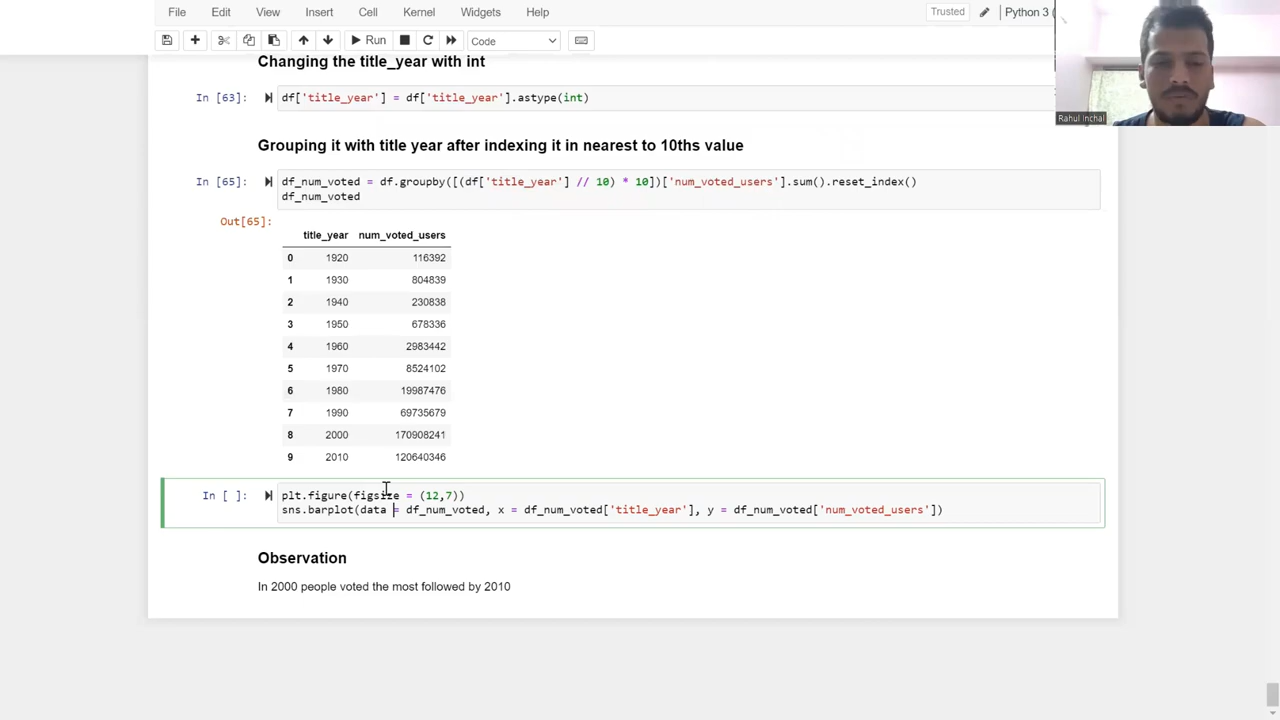 File Edit View Insert Cell Kernel Widgets Help Trusted Python 3 (
Run Code
Changing the title_year with int
In [63]: df['title_year'] = df['title_year'].astype(int)
Rahul Inchal
Grouping it with title year after indexing it in nearest to 10ths value
In [65]: df_num_voted = df.groupby([(df['title_year'] // 10) * 10])['num_voted_users'].sum().reset_index()
df_num_voted
Out[65]:
title_year num_voted_users
0 1920 116392
1 1930 804839
2 1940 230838
3 1950 678336
4 1960 2983442
5 1970 8524102
6 1980 19987476
7 1990 69735679
8 2000 170908241
9 2010 120640346
In [ ]: plt.figure(figsize = (12,7))
sns.barplot(data = df_num_voted, x = df_num_voted['title_year'], y = df_num_voted['num_voted_users'])
Observation
In 2000 people voted the most followed by 2010